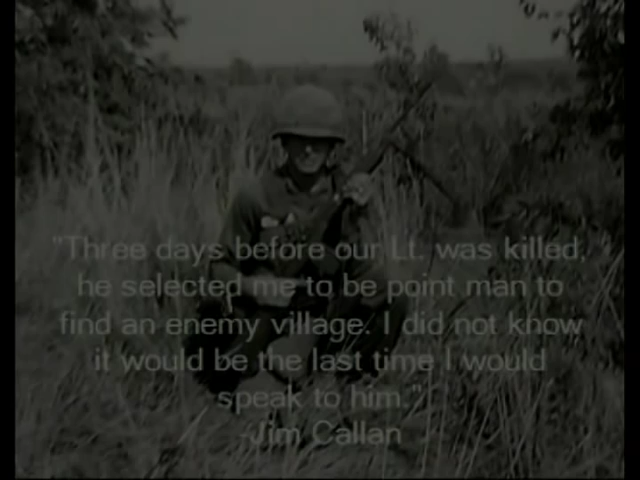 "Three days before our Lt. was killed,
he selected me to be point man to
find an enemy village. I did not know
it would be the last time I would
speak to him."
-Jim Callan